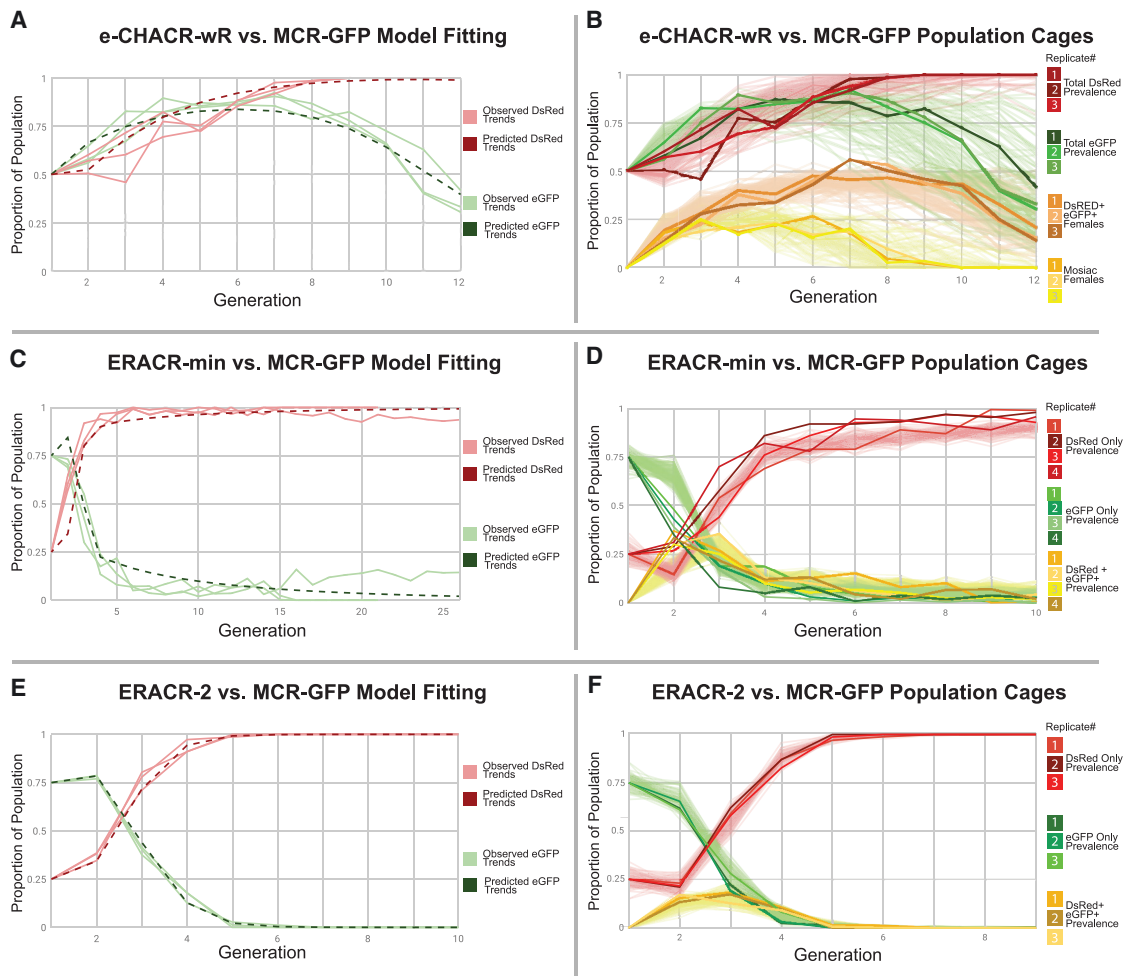 A
e-CHACR-wR vs. MCR-GFP Model Fitting
1
0.75
0.5
0.25
0
Proportion of Population
2
4
6
8
10
12
Generation
Observed DsRed
Trends
Predicted DsRed
Trends
Observed eGFP
Trends
Predicted eGFP
Trends
B
e-CHACR-wR vs. MCR-GFP Population Cages
1
0.75
0.5
0.25
0
Proportion of Population
2
4
6
8
10
12
Generation
Replicate#
1
2 Total DsRed
3 Prevalence
1
2 Total eGFP
3 Prevalence
1 DsRED+
2 eGFP+
3 Females
1
2 Mosiac
3 Females
C
ERACR-min vs. MCR-GFP Model Fitting
1
0.75
0.5
0.25
0
Proportion of Population
5
10
15
20
25
Generation
Observed DsRed
Trends
Predicted DsRed
Trends
Observed eGFP
Trends
Predicted eGFP
Trends
D
ERACR-min vs. MCR-GFP Population Cages
1
0.75
0.5
0.25
0
Proportion of Population
2
4
6
8
10
Generation
Replicate#
1
2 DsRed Only
3 Prevalence
4
1
2 eGFP Only
3 Prevalence
4
1
2 DsRed +
3 eGFP+
4 Prevalence
E
ERACR-2 vs. MCR-GFP Model Fitting
1
0.75
0.5
0.25
0
Proportion of Population
2
4
6
8
10
Generation
Observed DsRed
Trends
Predicted DsRed
Trends
Observed eGFP
Trends
Predicted eGFP
Trends
F
ERACR-2 vs. MCR-GFP Population Cages
1
0.75
0.5
0.25
0
Proportion of Population
2
4
6
8
Generation
Replicate#
1
2 DsRed Only
3 Prevalence
1
2 eGFP Only
3 Prevalence
1 DsRed+
2 eGFP+
3 Prevalence